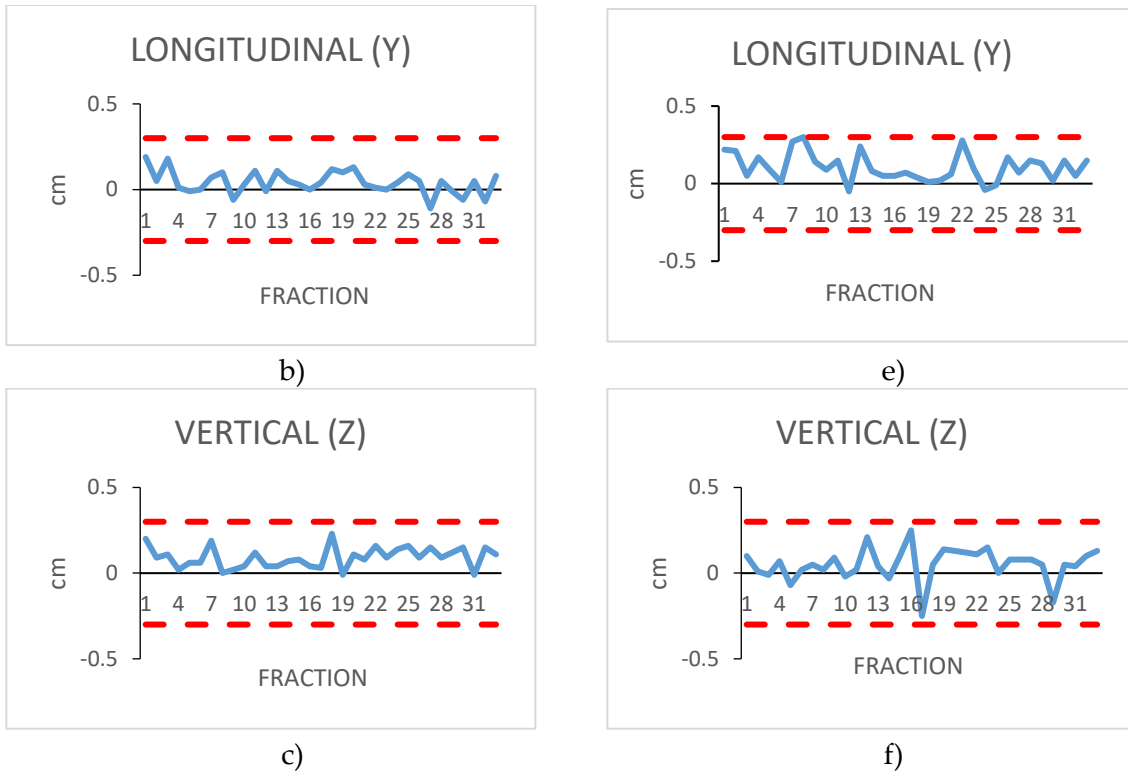 LONGITUDINAL (Y)
0.5
0
-0.5
cm
1 4 7 10 13 16 19 22 25 28 31
FRACTION
b)
LONGITUDINAL (Y)
0.5
0
-0.5
cm
1 4 7 10 13 16 19 22 25 28 31
FRACTION
e)
VERTICAL (Z)
0.5
0
-0.5
cm
1 4 7 10 13 16 19 22 25 28 31
FRACTION
c)
VERTICAL (Z)
0.5
0
-0.5
cm
1 4 7 10 13 16 19 22 25 28 31
FRACTION
f)